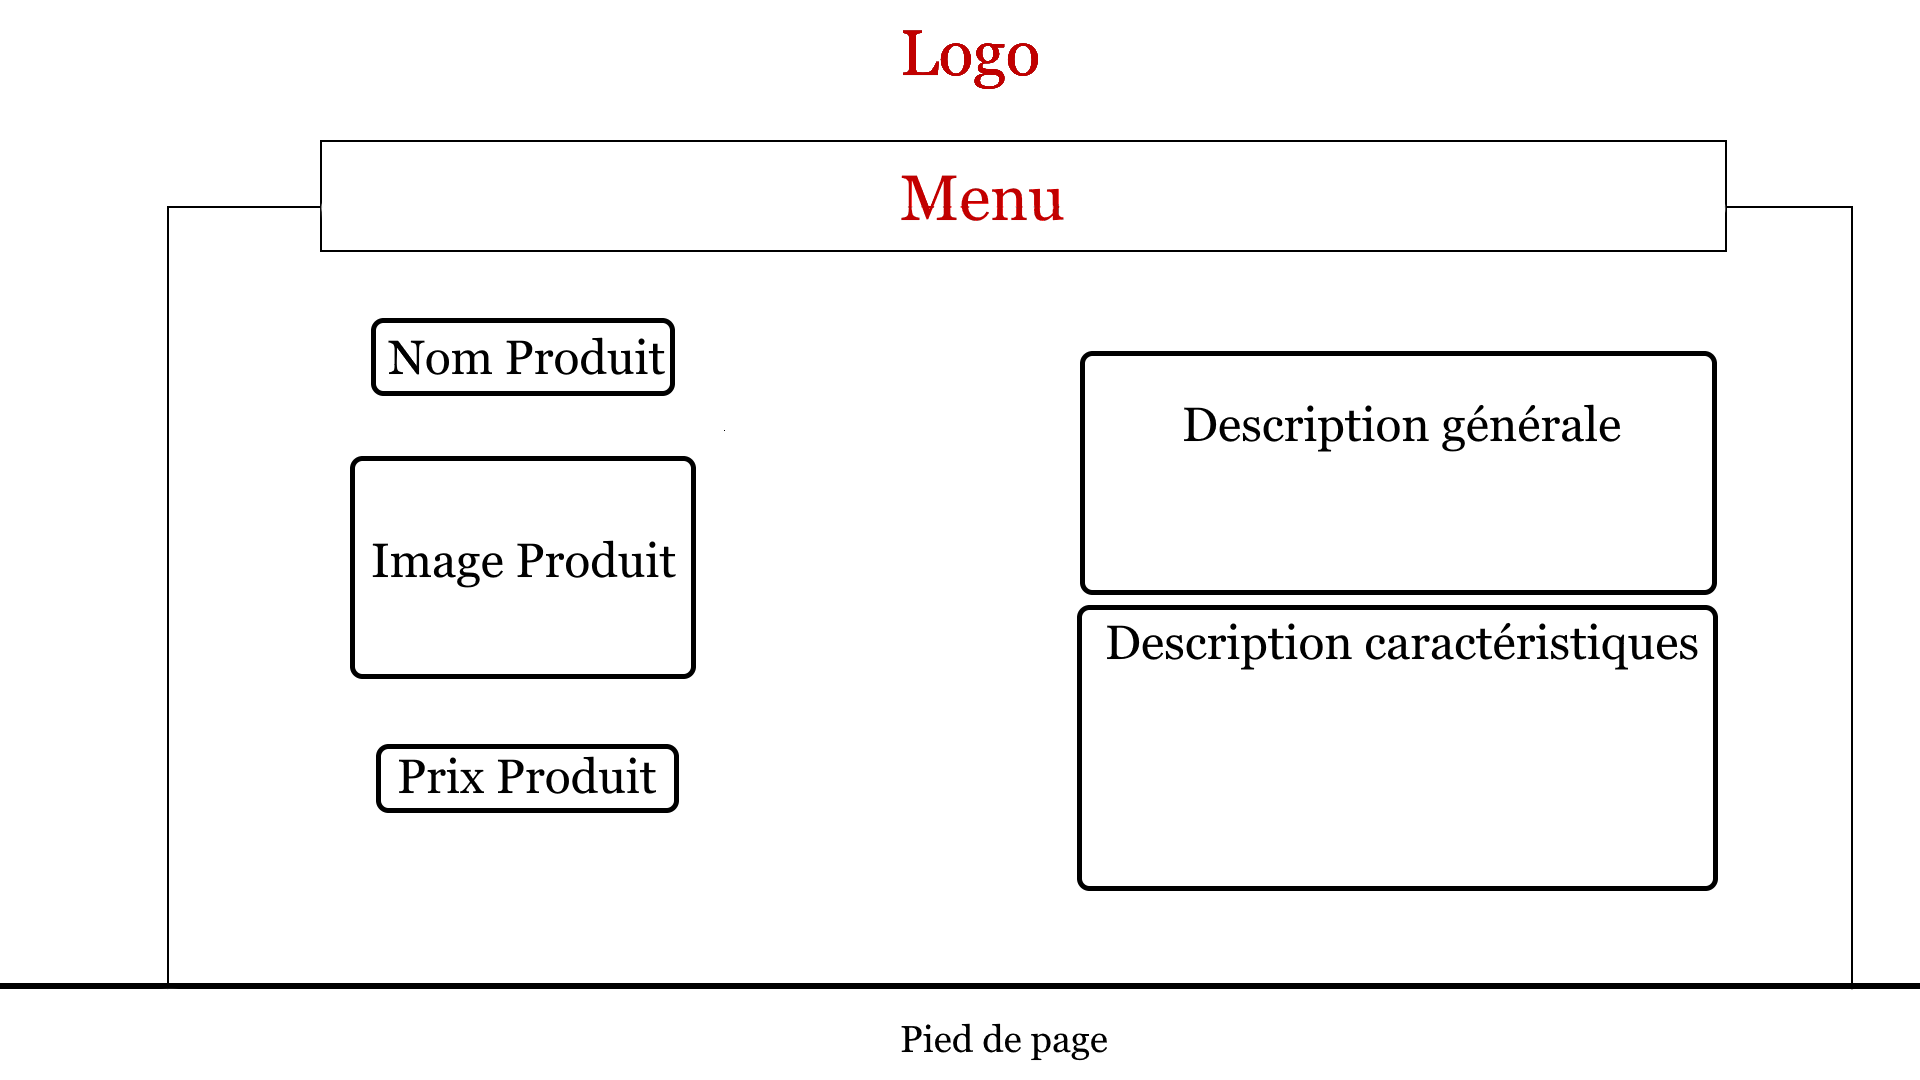 Logo
Menu
Nom Produit
Image Produit
Prix Produit
Description générale
Description caractéristiques
Pied de page